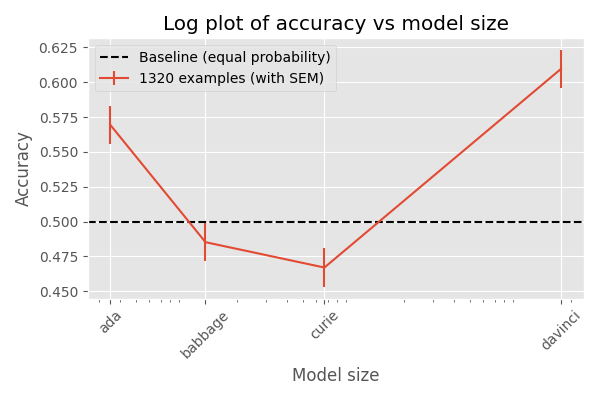 Log plot of accuracy vs model size
Baseline (equal probability)
1320 examples (with SEM)
Accuracy
0.625
0.600
0.575
0.550
0.525
0.500
0.475
0.450
ada
babbage
curie
davinci
Model size